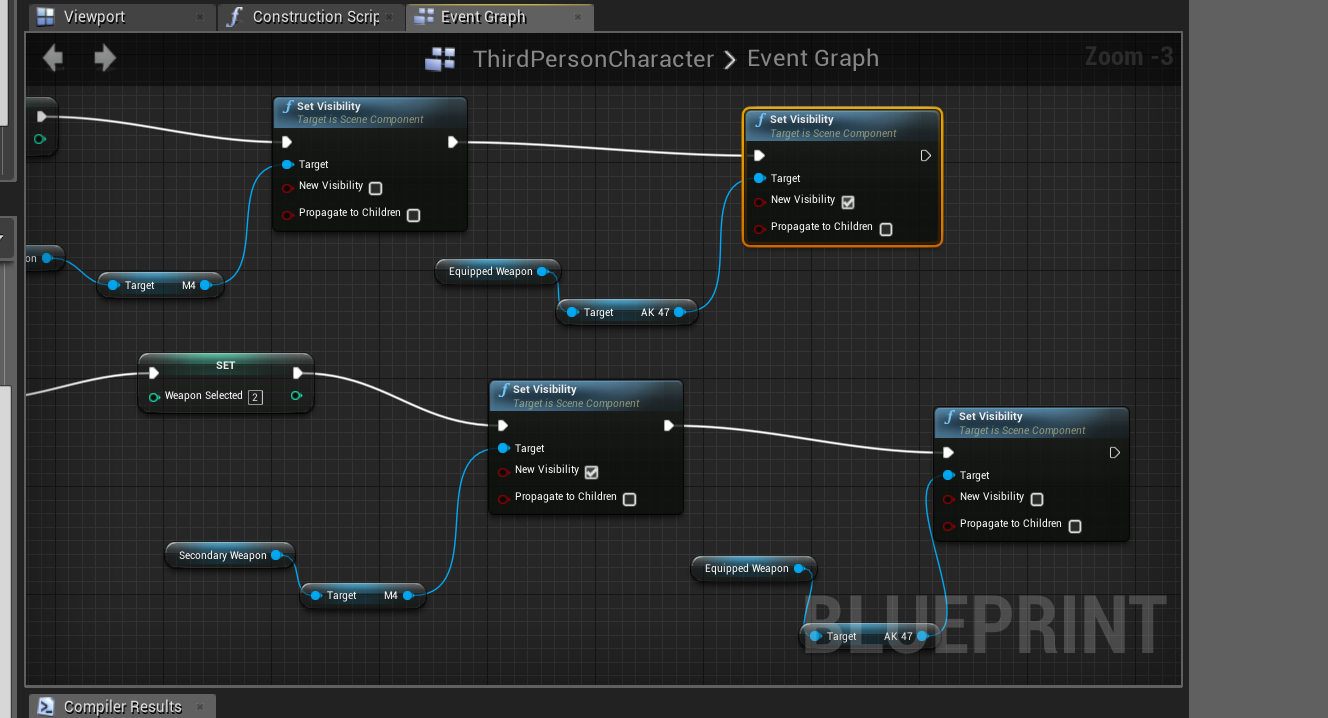 Viewport
Construction Scrip
Event Graph
ThirdPersonCharacter > Event Graph
Zoom -3
Set Visibility
Target is Scene Component
Target
New Visibility
Propagate to Children
Set Visibility
Target is Scene Component
Target
New Visibility
Propagate to Children
on
Target M4
Equipped Weapon
Target AK 47
SET
Weapon Selected 2
Set Visibility
Target is Scene Component
Target
New Visibility
Propagate to Children
Set Visibility
Target is Scene Component
Target
New Visibility
Propagate to Children
Secondary Weapon
Target M4
Equipped Weapon
Target AK 47
BLUEPRINT
Compiler Results